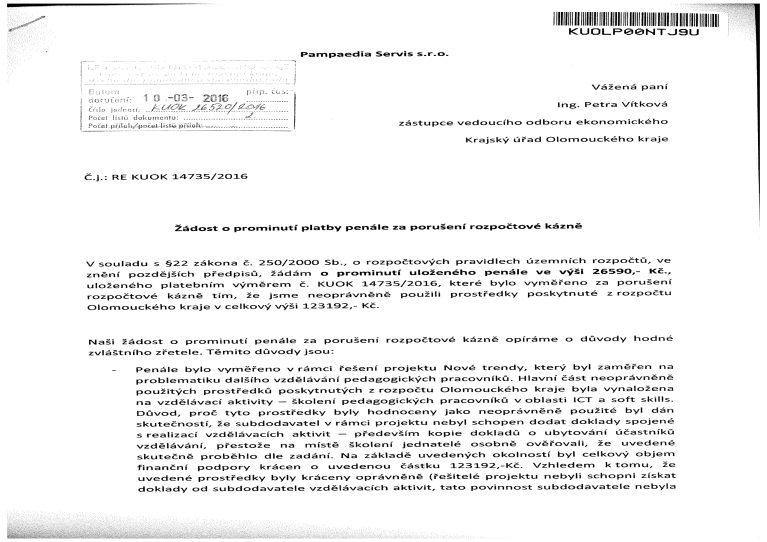 KUOLP00NTJ9U
Pampaedia Servis s.r.o.
Datum
doručení: 10 -03- 2016 příp. čas:
Číslo jednací: KUOK 26520/2016
Počet listů dokumentu: 2
Počet příloh/počet listů příloh:
Vážená paní
Ing. Petra Vítková
zástupce vedoucího odboru ekonomického
Krajský úřad Olomouckého kraje
Č.j.: RE KUOK 14735/2016
Žádost o prominutí platby penále za porušení rozpočtové kázně
V souladu s §22 zákona č. 250/2000 Sb., o rozpočtových pravidlech územních rozpočtů, ve
znění pozdějších předpisů, žádám o prominutí uloženého penále ve výši 26590,- Kč.,
uloženého platebním výměrem č. KUOK 14735/2016, které bylo vyměřeno za porušení
rozpočtové kázně tím, že jsme neoprávněně použili prostředky poskytnuté z rozpočtu
Olomouckého kraje v celkový výši 123192,- Kč.
Naši žádost o prominutí penále za porušení rozpočtové kázně opíráme o důvody hodné
zvláštního zřetele. Těmito důvody jsou:
- Penále bylo vyměřeno v rámci řešení projektu Nové trendy, který byl zaměřen na
problematiku dalšího vzdělávání pedagogických pracovníků. Hlavní část neoprávněně
použitých prostředků poskytnutých z rozpočtu Olomouckého kraje byla vynaložena
na vzdělávací aktivity – školení pedagogických pracovníků v oblasti ICT a soft skills.
Důvod, proč tyto prostředky byly hodnoceny jako neoprávněně použité byl dán
skutečností, že subdodavatel v rámci projektu nebyl schopen dodat doklady spojené
s realizací vzdělávacích aktivit – především kopie dokladů o ubytování účastníků
vzdělávání, přestože na místě školení jednatelé osobně ověřovali, že uvedené
skutečně proběhlo dle zadání. Na základě uvedených okolností byl celkový objem
finanční podpory krácen o uvedenou částku 123192,-Kč. Vzhledem k tomu, že
uvedené prostředky byly kráceny oprávněně (řešitelé projektu nebyli schopni získat
doklady od subdodavatele vzdělávacích aktivit, tato povinnost subdodavatele nebyla